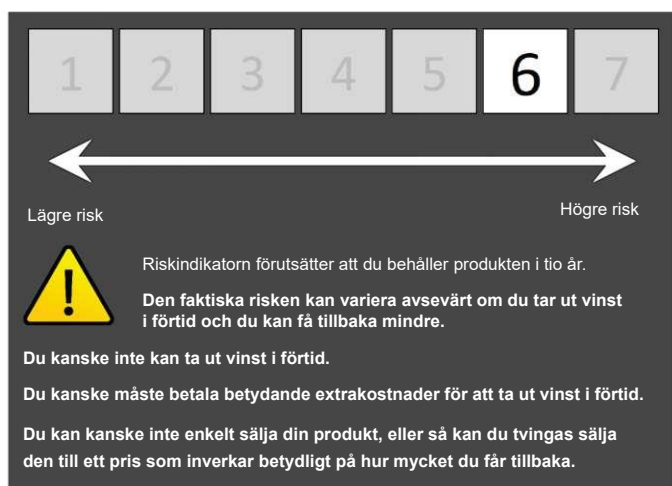 1 2 3 4 5 6 7
Lägre risk
Högre risk
Riskindikatorn förutsätter att du behåller produkten i tio år.
Den faktiska risken kan variera avsevärt om du tar ut vinst
i förtid och du kan få tillbaka mindre.
Du kanske inte kan ta ut vinst i förtid.
Du kanske måste betala betydande extrakostnader för att ta ut vinst i förtid.
Du kan kanske inte enkelt sälja din produkt, eller så kan du tvingas sälja
den till ett pris som inverkar betydligt på hur mycket du får tillbaka.